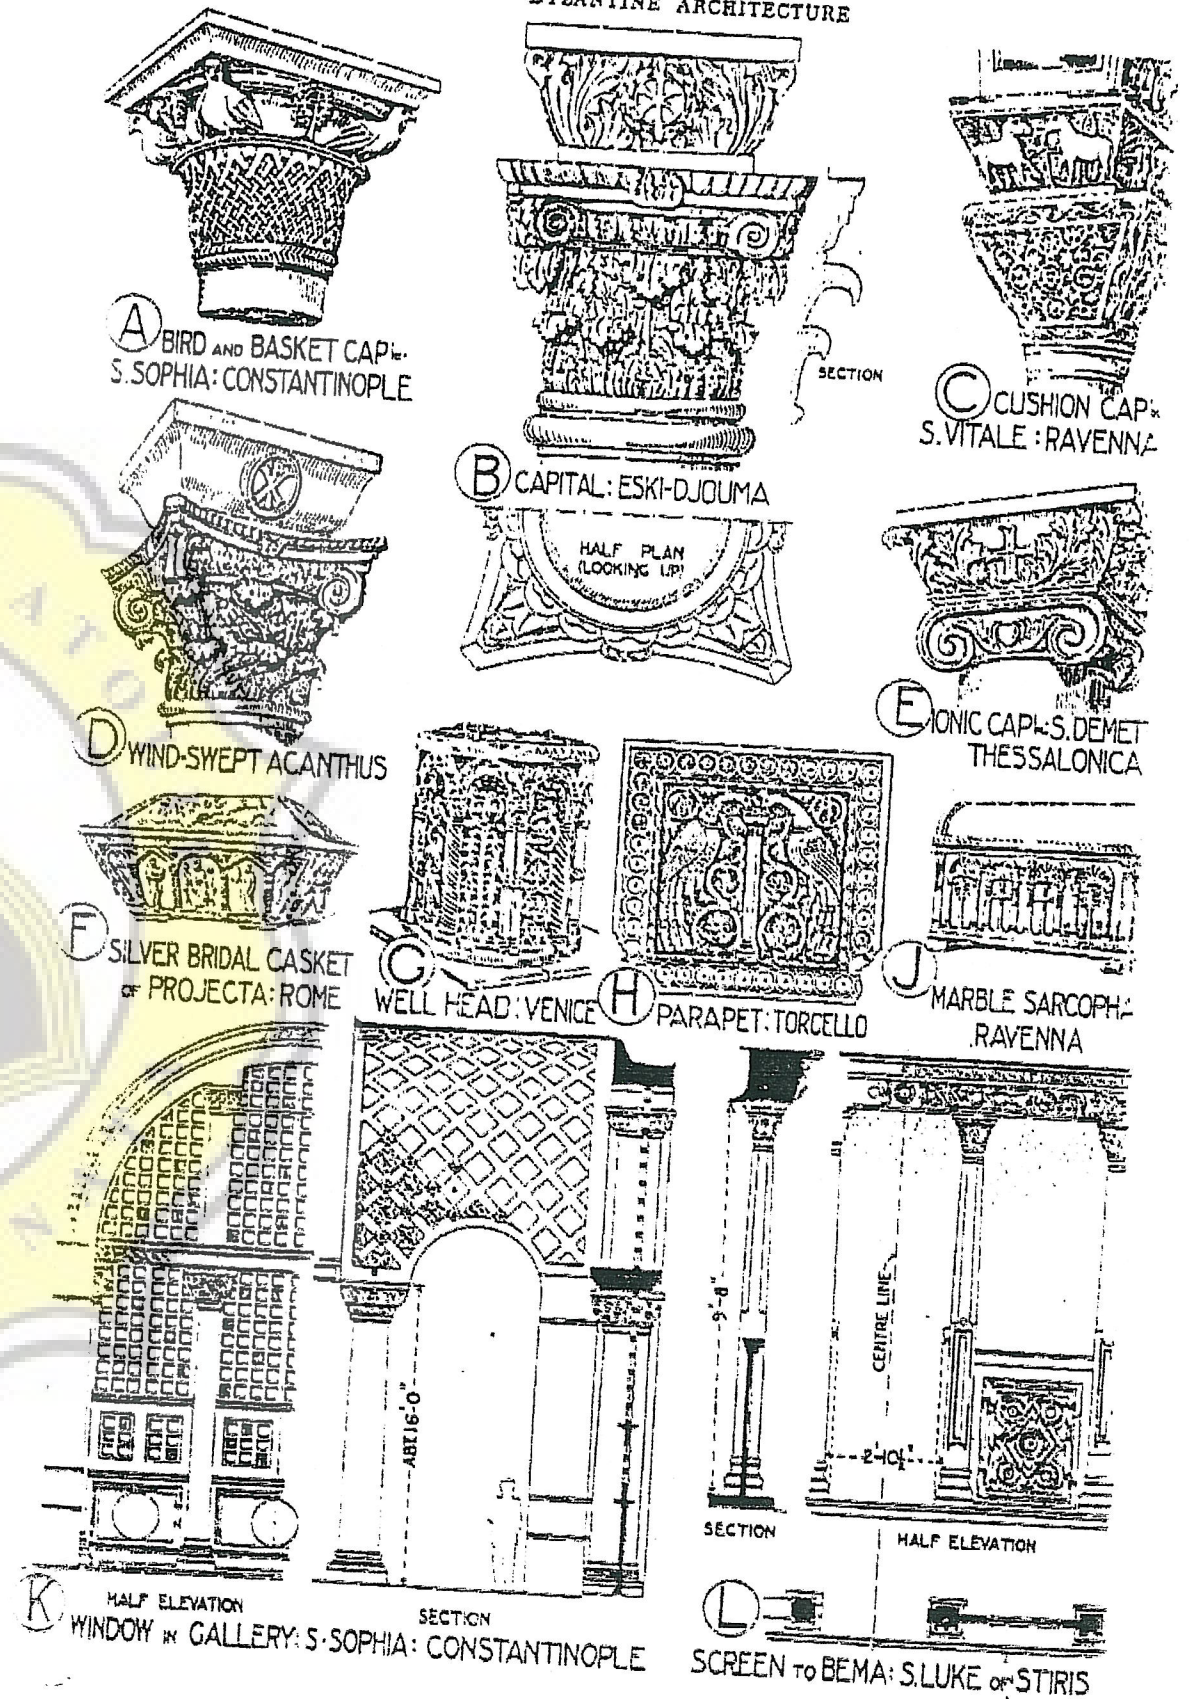 BYZANTINE ARCHITECTURE
A BIRD AND BASKET CAP:
S. SOPHIA: CONSTANTINOPLE
SECTION
B CAPITAL: ESKI-DJOUMA
HALF PLAN
(LOOKING UP)
C CUSHION CAP:
S. VITALE: RAVENNA
D WIND-SWEPT ACANTHUS
E IONIC CAP: S. DEMET
THESSALONICA
F SILVER BRIDAL CASKET
OF PROJECTA: ROME
G WELL HEAD: VENICE
H PARAPET: TORCELLO
J MARBLE SARCOPH
RAVENNA
ABT 16'-0"
K HALF ELEVATION
SECTION
WINDOW IN GALLERY: S. SOPHIA: CONSTANTINOPLE
9'-8"
CENTRE LINE
2'-10½"
SECTION
HALF ELEVATION
L
SCREEN TO BEMA: S. LUKE OF STIRIS